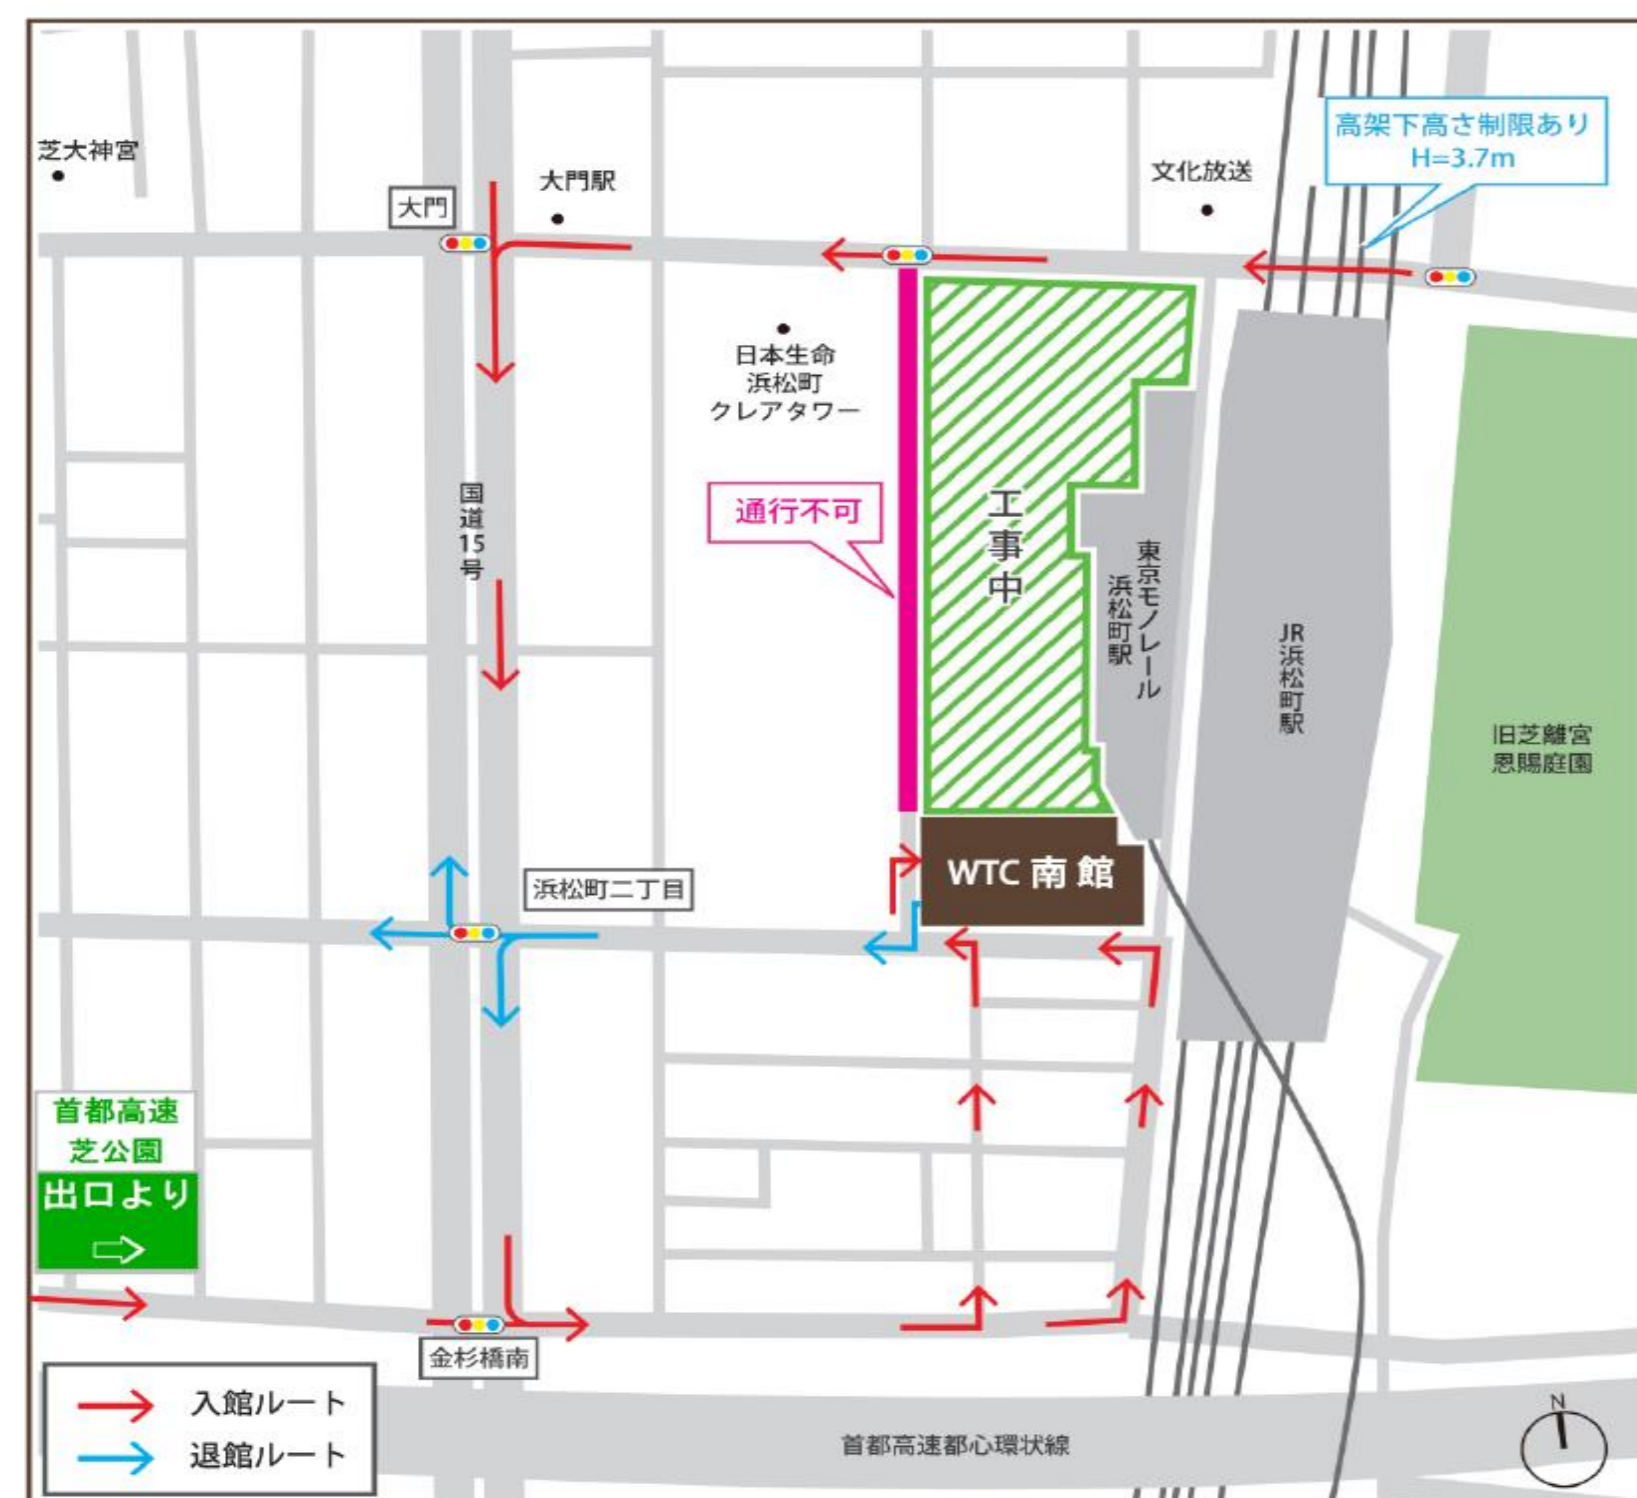 高架下高さ制限あり
H=3.7m
芝大神宮
大門駅
文化放送
大門
日本生命
浜松町
クレアタワー
国道15号
通行不可
工事中
東京モノレール
浜松町駅
JR浜松町駅
旧芝離宮
恩賜庭園
WTC 南館
浜松町二丁目
首都高速
芝公園
出口より
金杉橋南
入館ルート
退館ルート
首都高速都心環状線
N